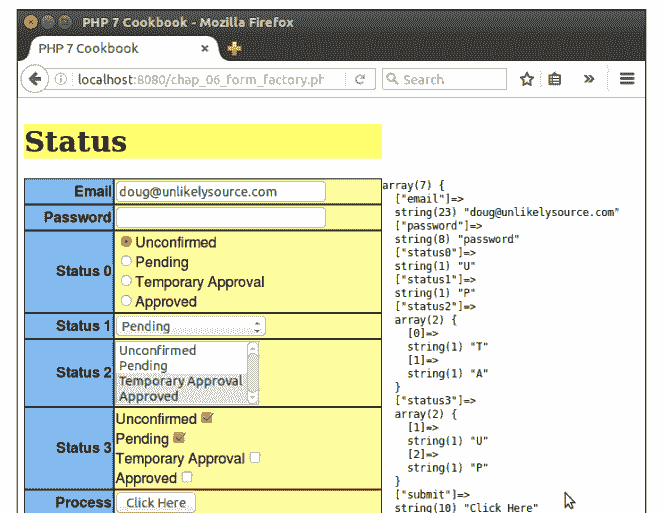 PHP 7 Cookbook - Mozilla Firefox
PHP 7 Cookbook
localhost:8080/chap_06_form_factory.ph
Search
Status
Email doug@unlikelysource.com
Password
Status 0
Unconfirmed
Pending
Temporary Approval
Approved
Status 1 Pending
Status 2
Unconfirmed
Pending
Temporary Approval
Approved
Status 3
Unconfirmed
Pending
Temporary Approval
Approved
Process Click Here
array(7) {
["email"]=>
string(23) "doug@unlikelysource.com"
["password"]=>
string(8) "password"
["status0"]=>
string(1) "U"
["status1"]=>
string(1) "P"
["status2"]=>
array(2) {
[0]=>
string(1) "T"
[1]=>
string(1) "A"
}
["status3"]=>
array(2) {
[1]=>
string(1) "U"
[2]=>
string(1) "P"
}
["submit"]=>
string(10) "Click Here"